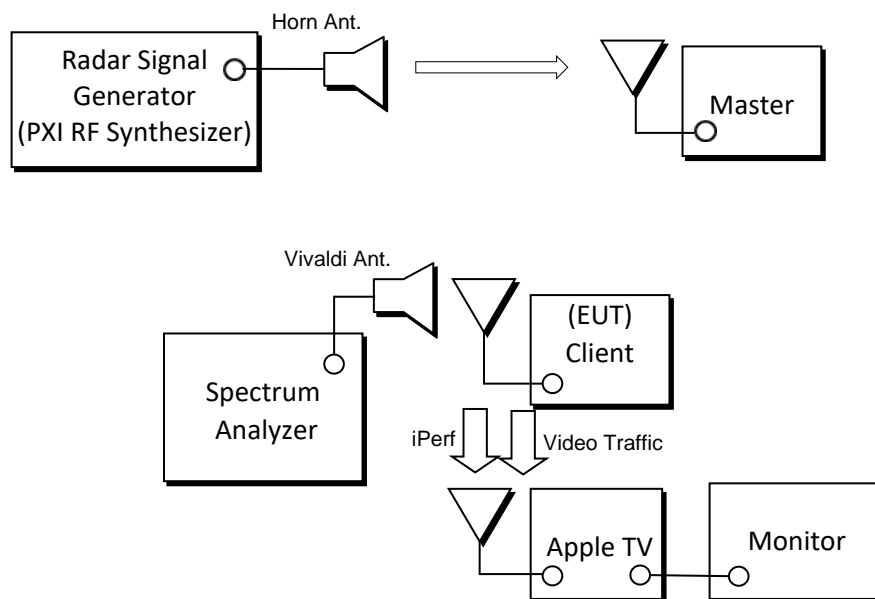 Horn Ant.
Radar Signal
Generator
(PXI RF Synthesizer)
Master
Vivaldi Ant.
(EUT)
Client
Spectrum
Analyzer
iPerf
Video Traffic
Apple TV
Monitor